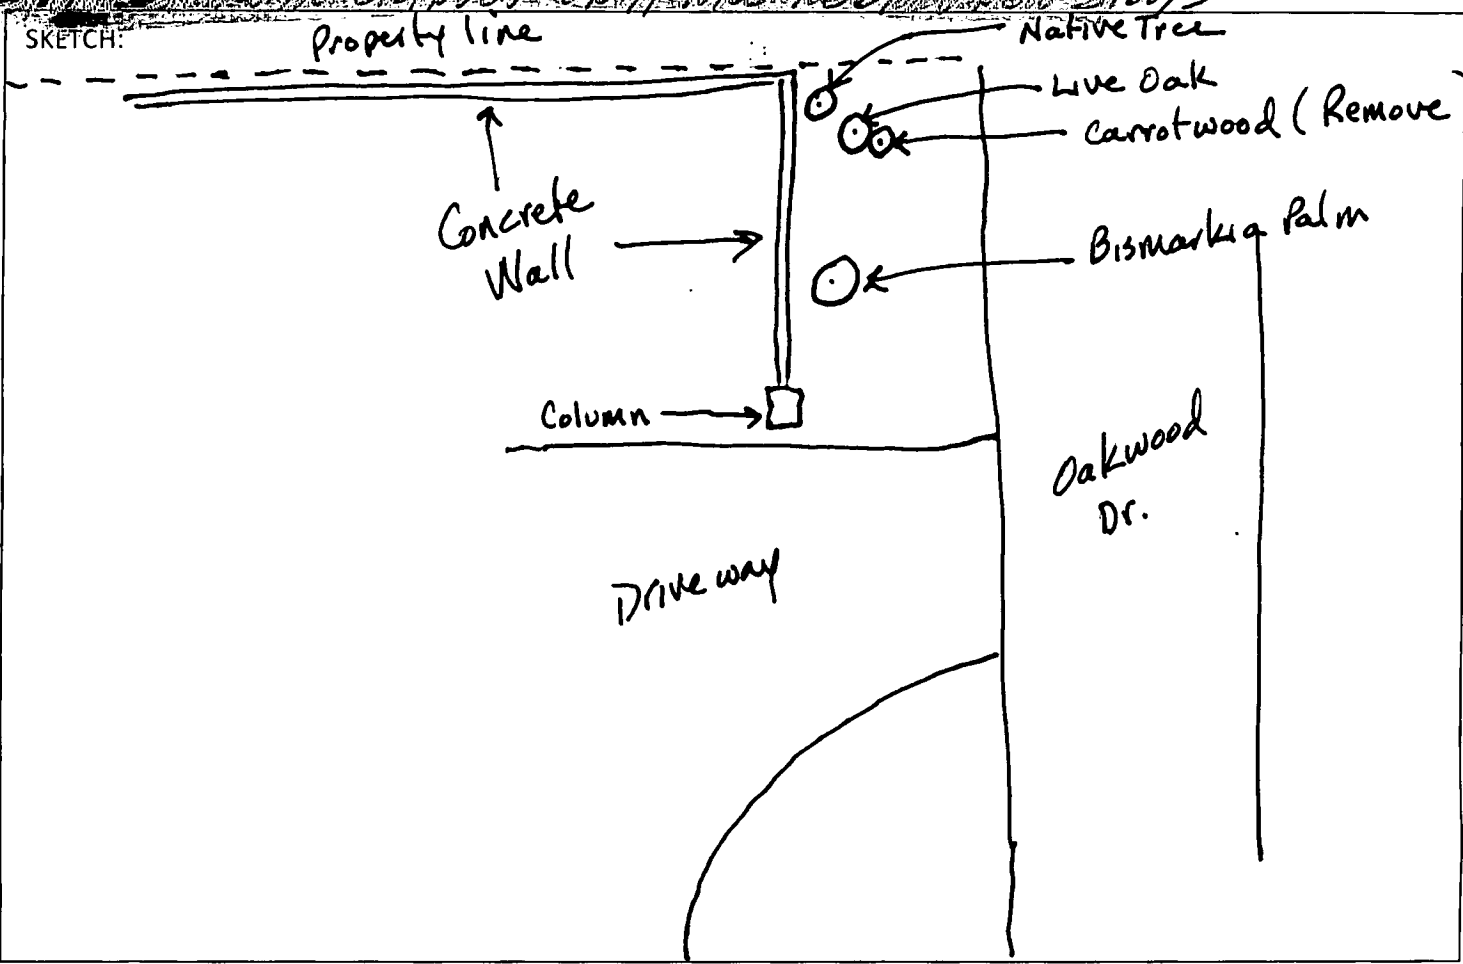 SKETCH:
Property line
Native Tree
Live Oak
Carrotwood ( Remove
Concrete
Wall
Bismarkia Palm
Column
Oakwood
Dr.
Driveway